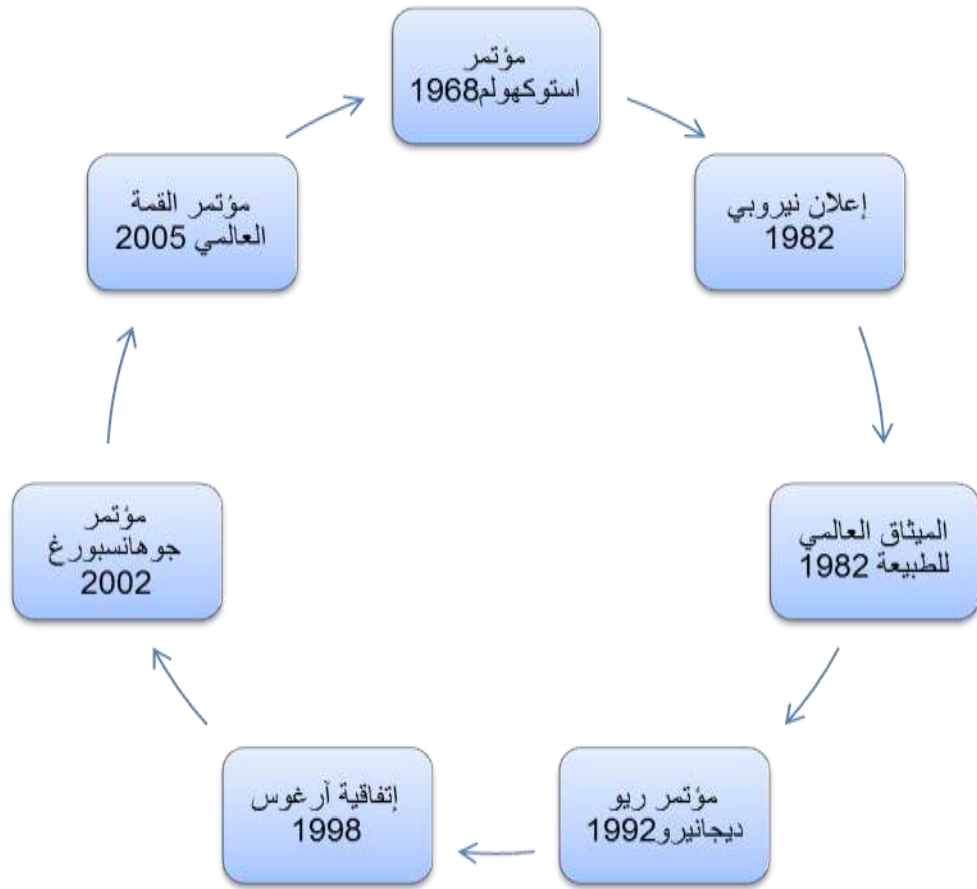 مؤتمر
استوكهولم1968
إعلان نيروبي
1982
الميثاق العالمي
للطبيعة 1982
مؤتمر ريو
ديجانيرو1992
إتفاقية آرغوس
1998
مؤتمر
جوهانسبورغ
2002
مؤتمر القمة
العالمي 2005